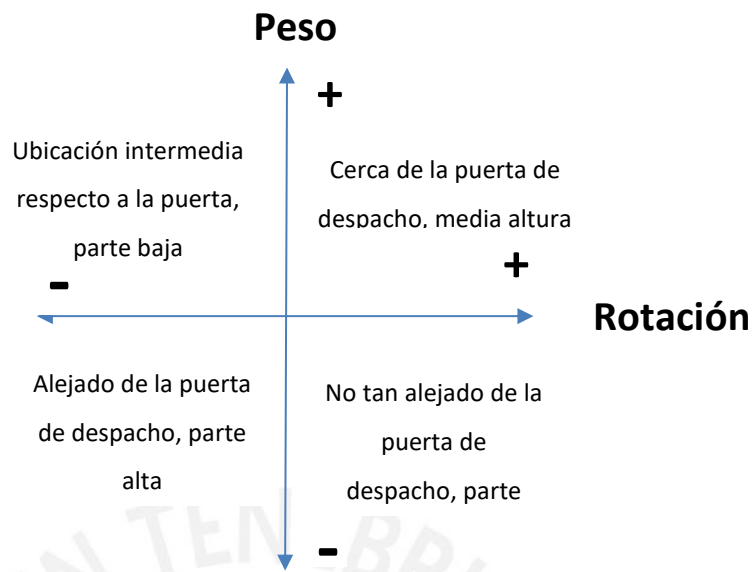 Peso
+
Ubicación intermedia
respecto a la puerta,
parte baja
Cerca de la puerta de
despacho, media altura
-
+
Rotación
Alejado de la puerta
de despacho, parte
alta
No tan alejado de la
puerta de
despacho, parte
-